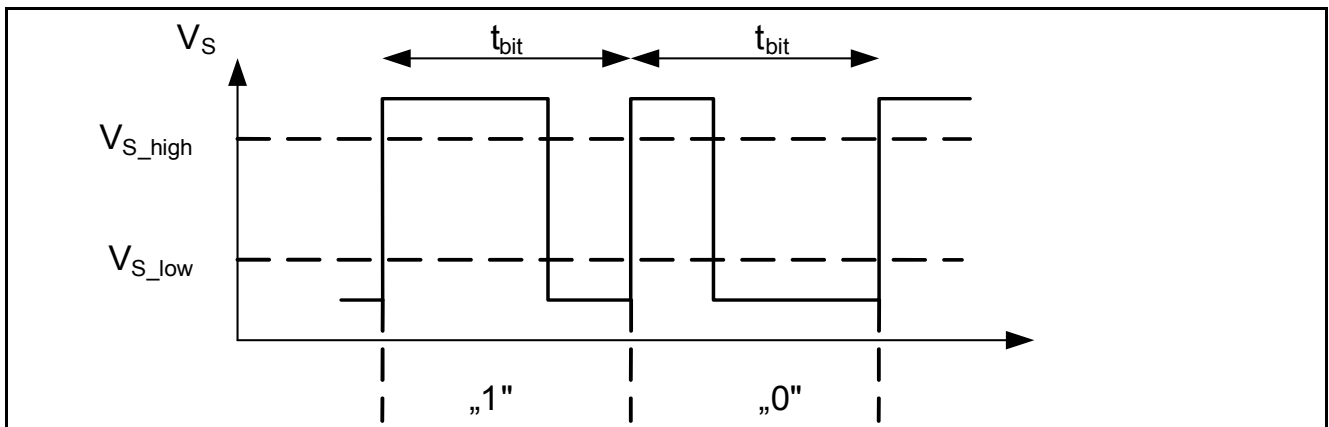 V_S t_bit t_bit
V_S_high
V_S_low
„1" „0"